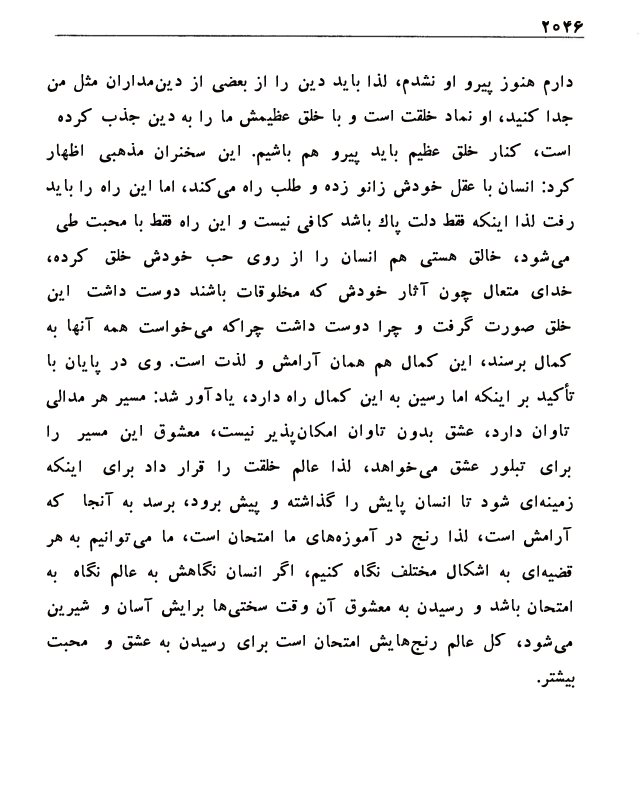 ۲۰۴۶
دارم هنوز پیرو او نشدم، لذا باید دین را از بعضی از دین‌مداران مثل من
جدا کنید، او نماد خلقت است و با خلق عظیمش ما را به دین جذب کرده
است، کنار خلق عظیم باید پیرو هم باشیم. این سخنران مذهبی اظهار
کرد: انسان با عقل خودش زانو زده و طلب راه می‌کند، اما این راه را باید
رفت لذا اینکه فقط دلت پاك باشد کافی نیست و این راه فقط با محبت طی
می‌شود، خالق هستی هم انسان را از روی حب خودش خلق کرده،
خدای متعال چون آثار خودش که مخلوقات باشند دوست داشت این
خلق صورت گرفت و چرا دوست داشت چراکه می‌خواست همه آنها به
کمال برسند، این کمال هم همان آرامش و لذت است. وی در پایان با
تأکید بر اینکه اما رسین به این کمال راه دارد، یادآور شد: مسیر هر مدالی
تاوان دارد، عشق بدون تاوان امکان‌پذیر نیست، معشوق این مسیر را
برای تبلور عشق می‌خواهد، لذا عالم خلقت را قرار داد برای اینکه
زمینه‌ای شود تا انسان پایش را گذاشته و پیش برود، برسد به آنجا که
آرامش است، لذا رنج در آموزه‌های ما امتحان است، ما می‌توانیم به هر
قضیه‌ای به اشکال مختلف نگاه کنیم، اگر انسان نگاهش به عالم نگاه به
امتحان باشد و رسیدن به معشوق آن وقت سختی‌ها برایش آسان و شیرین
می‌شود، کل عالم رنج‌هایش امتحان است برای رسیدن به عشق و محبت
بیشتر.